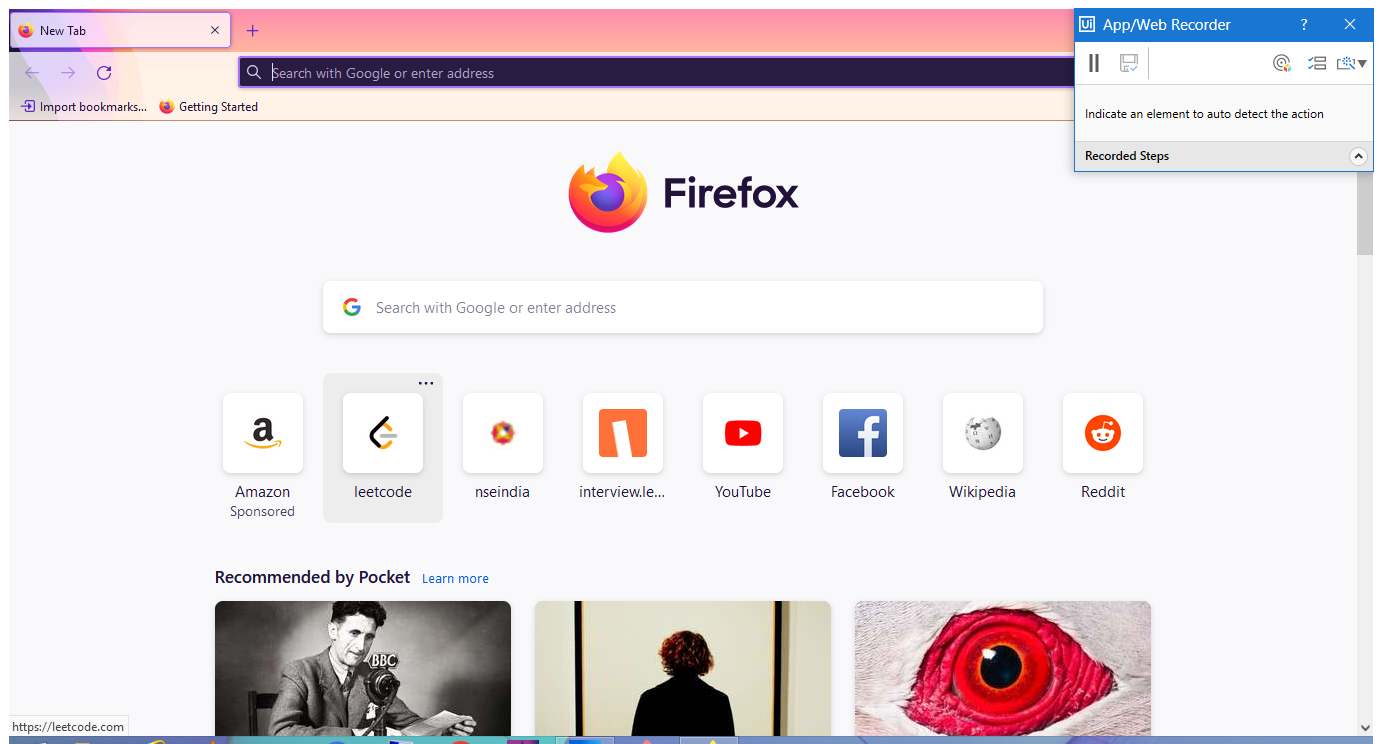 New Tab
Ui App/Web Recorder ?
Search with Google or enter address
Import bookmarks...
Getting Started
Indicate an element to auto detect the action
Recorded Steps
Firefox
Search with Google or enter address
Amazon
Sponsored
leetcode
nseindia
interview.le...
YouTube
Facebook
Wikipedia
Reddit
Recommended by Pocket Learn more
BBC
https://leetcode.com